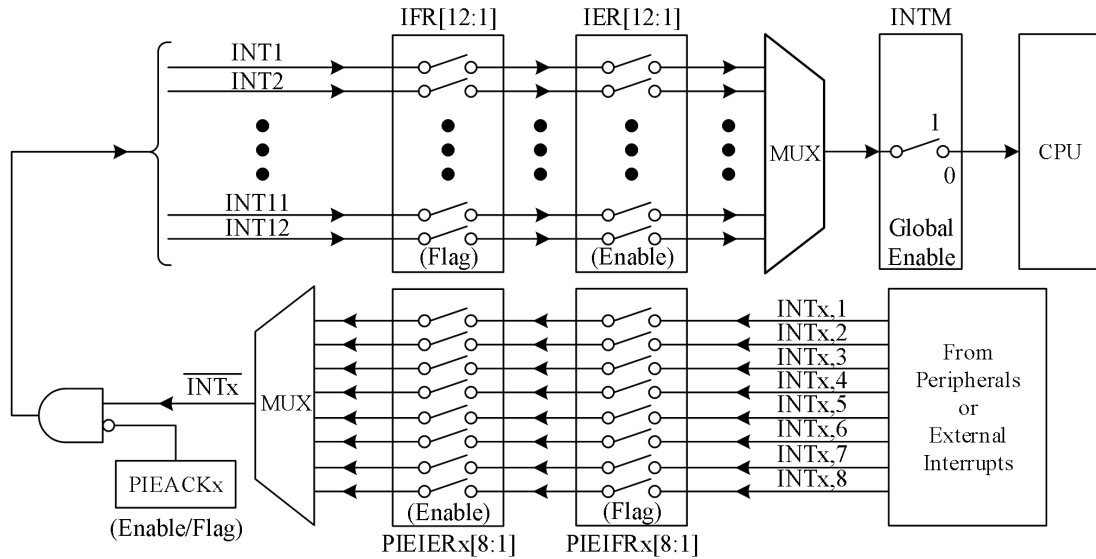 IFR[12:1]
IER[12:1]
INTM
INT1
INT2
INT11
INT12
(Flag)
(Enable)
MUX
1
0
Global
Enable
CPU
INTx
PIEACKx
(Enable/Flag)
MUX
(Enable)
PIEIERx[8:1]
(Flag)
PIEIFRx[8:1]
INTx,1
INTx,2
INTx,3
INTx,4
INTx,5
INTx,6
INTx,7
INTx,8
From
Peripherals
or
External
Interrupts